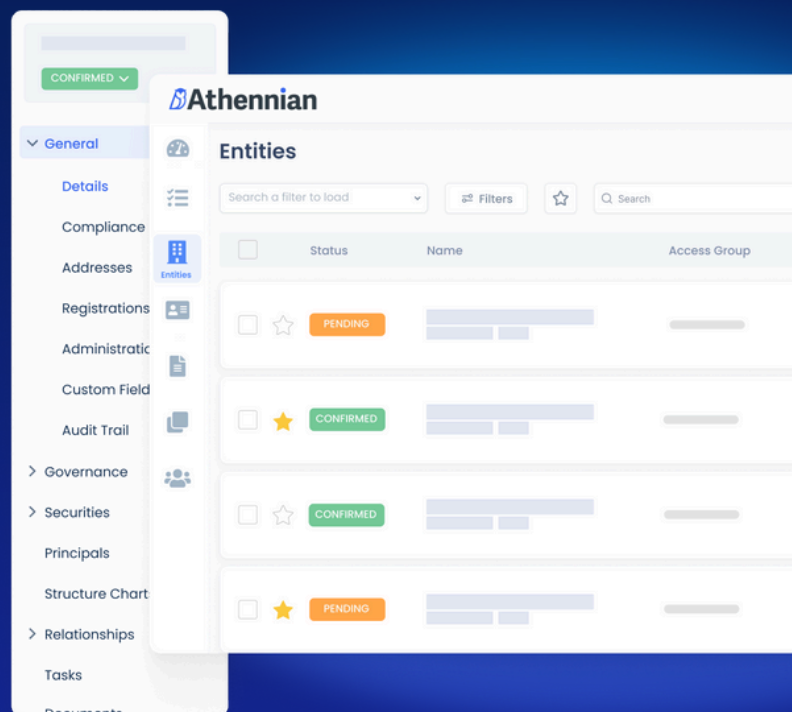 CONFIRMED
General
Details
Compliance
Addresses
Registrations
Custom Field
Audit Trail
Governance
Securities
Principals
Structure Chart
Relationships
Tasks
Documents
Athennian
Entities
Search a filter to load
Filters
Search
Entities
Status Name Access Group
PENDING
CONFIRMED
CONFIRMED
PENDING